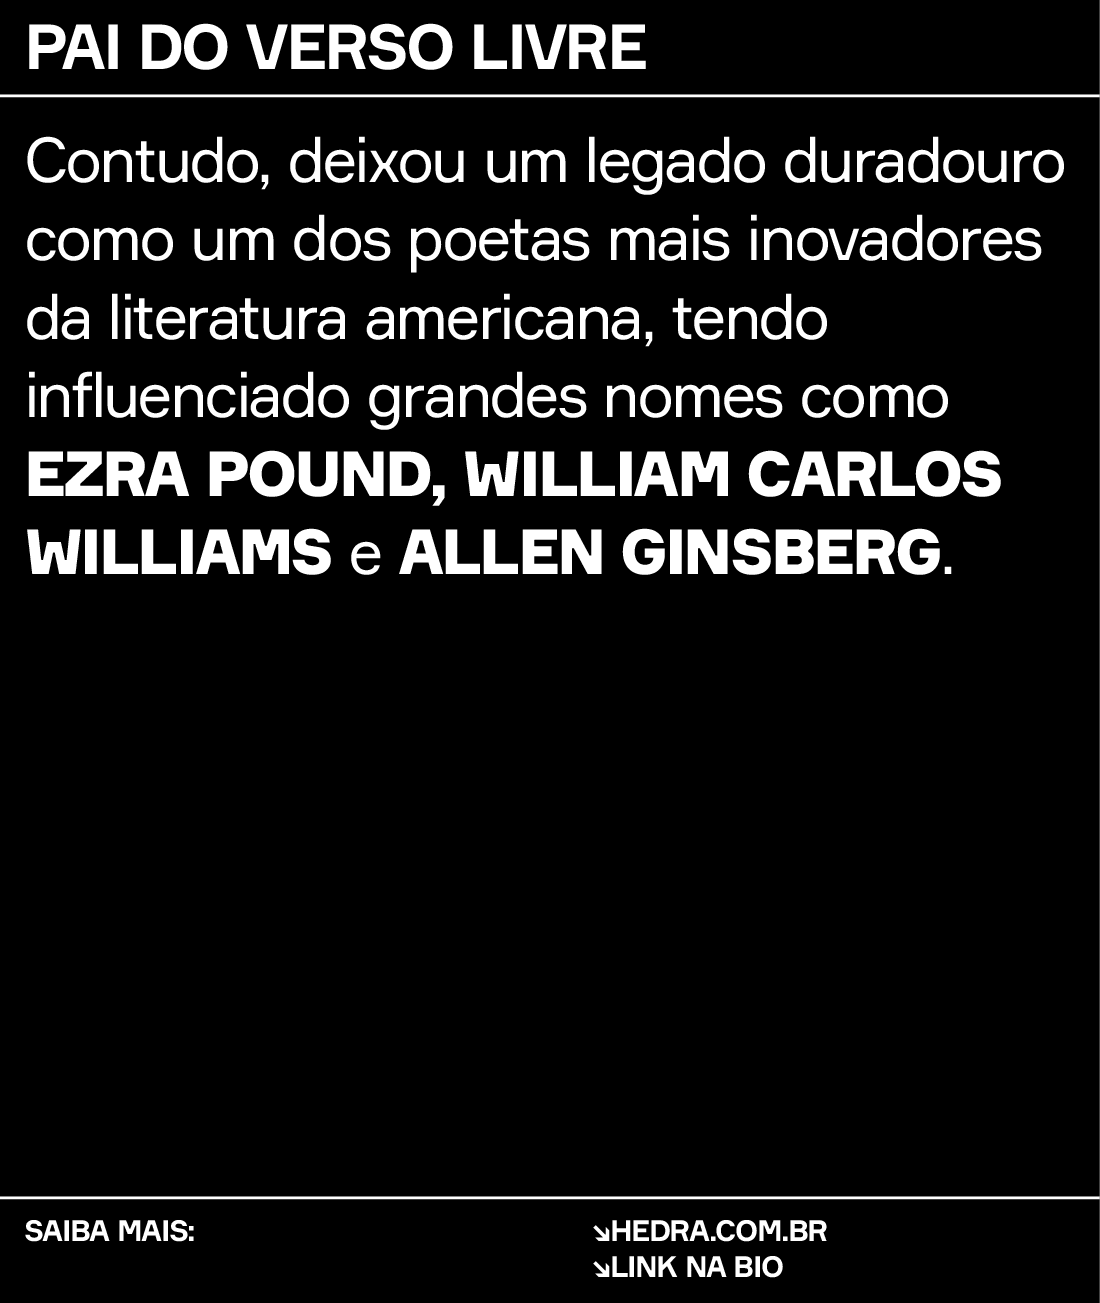 PAI DO VERSO LIVRE
Contudo, deixou um legado duradouro
como um dos poetas mais inovadores
da literatura americana, tendo
influenciado grandes nomes como
EZRA POUND, WILLIAM CARLOS
WILLIAMS e ALLEN GINSBERG.
SAIBA MAIS:
↘HEDRA.COM.BR
↘LINK NA BIO